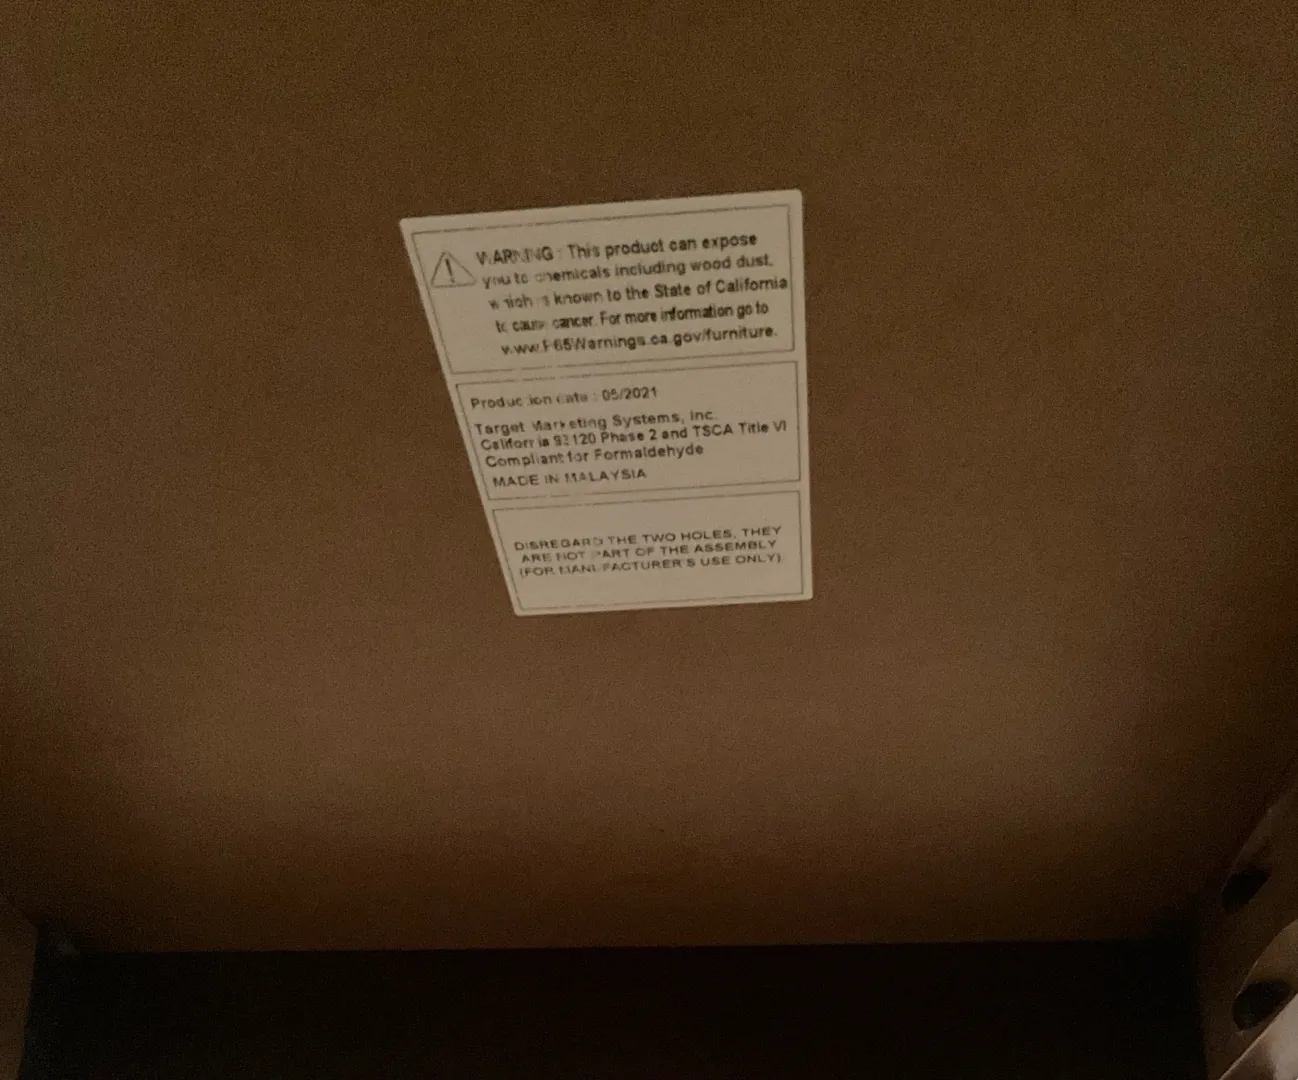 WARNING : This product can expose
you to chemicals including wood dust,
which is known to the State of California
to cause cancer. For more information go to
www.P65Warnings.ca.gov/furniture.
Production date : 05/2021
Target Marketing Systems, Inc.
California 93120 Phase 2 and TSCA Title VI
Compliant for Formaldehyde
MADE IN MALAYSIA
DISREGARD THE TWO HOLES, THEY
ARE NOT PART OF THE ASSEMBLY
(FOR MANUFACTURER'S USE ONLY)